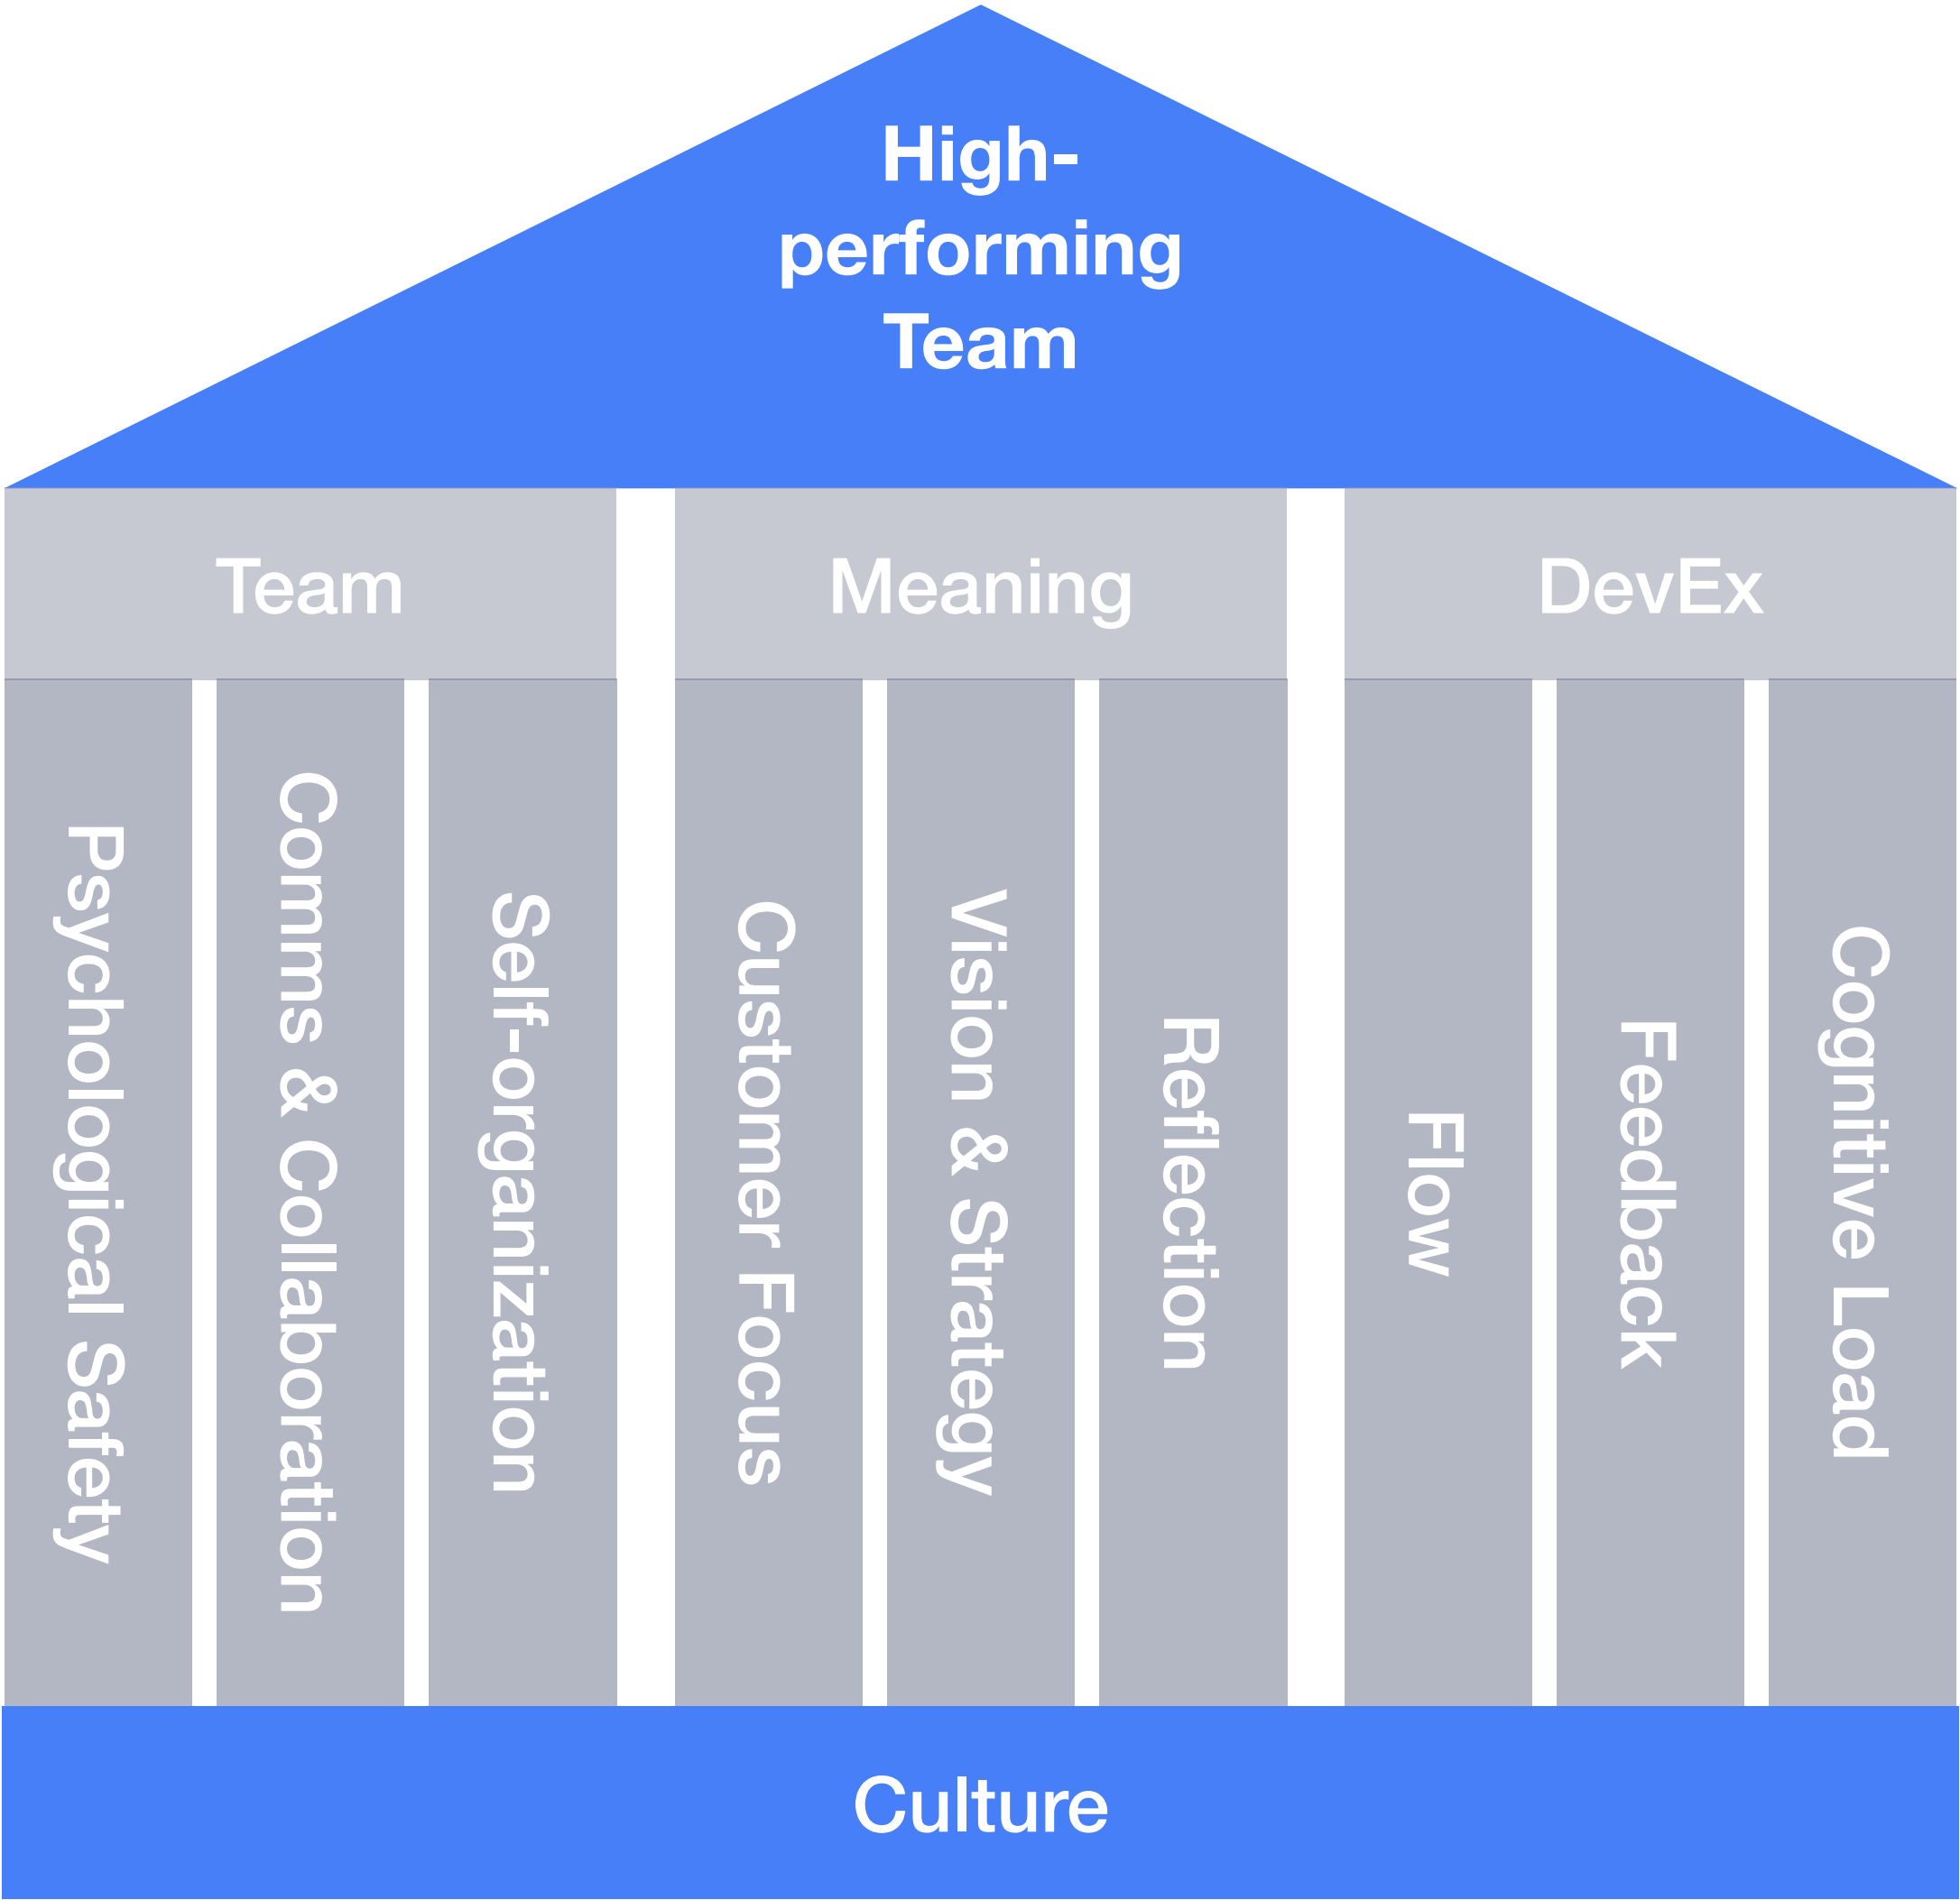 High-
performing
Team
Team
Meaning
DevEx
Psychological Safety
Comms & Collaboration
Self-organization
Customer Focus
Vision & Strategy
Reflection
Flow
Feedback
Cognitive Load
Culture